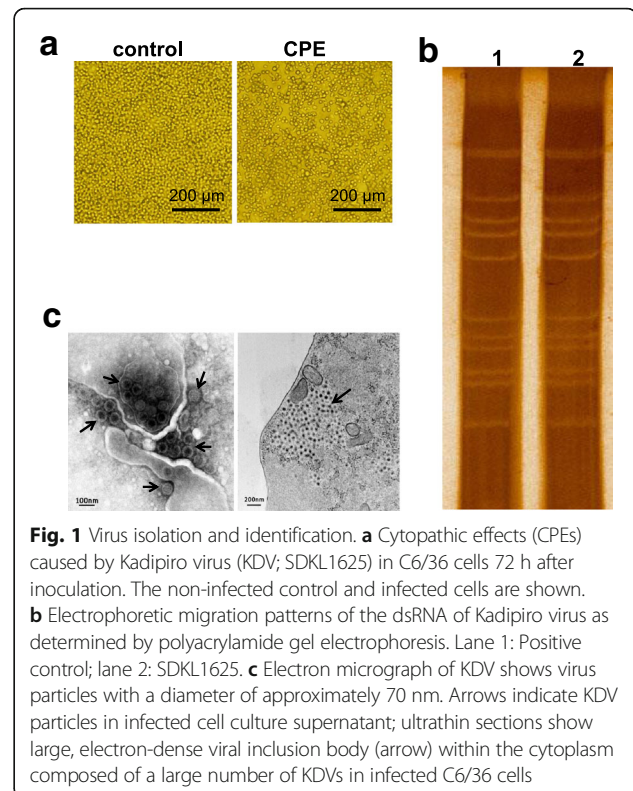 a
control CPE
200 µm 200 µm
b
1 2
c
100nm 200nm
Fig. 1 Virus isolation and identification. a Cytopathic effects (CPEs)
caused by Kadipiro virus (KDV; SDKL1625) in C6/36 cells 72 h after
inoculation. The non-infected control and infected cells are shown.
b Electrophoretic migration patterns of the dsRNA of Kadipiro virus as
determined by polyacrylamide gel electrophoresis. Lane 1: Positive
control; lane 2: SDKL1625. c Electron micrograph of KDV shows virus
particles with a diameter of approximately 70 nm. Arrows indicate KDV
particles in infected cell culture supernatant; ultrathin sections show
large, electron-dense viral inclusion body (arrow) within the cytoplasm
composed of a large number of KDVs in infected C6/36 cells